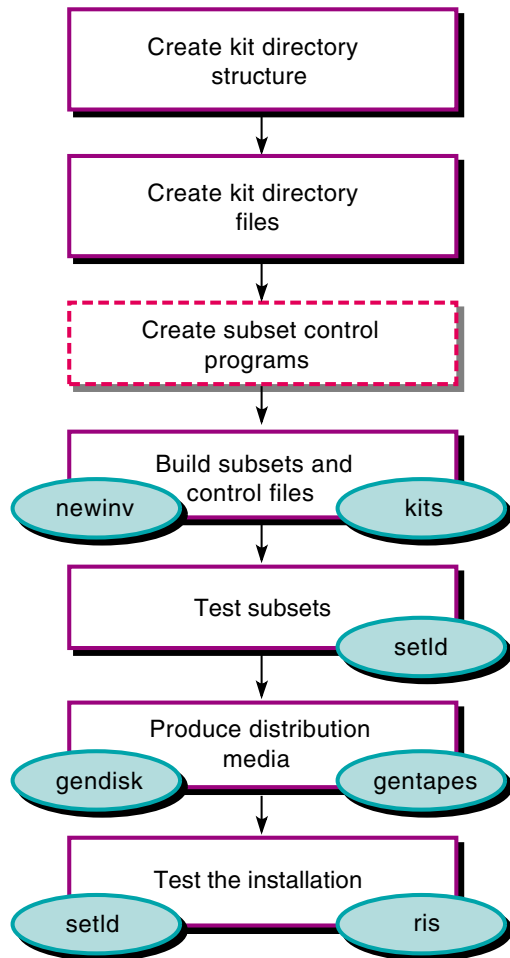 Create kit directory
structure
Create kit directory
files
Create subset control
programs
Build subsets and
control files
newinv
kits
Test subsets
setld
Produce distribution
media
gendisk
gentapes
Test the installation
setld
ris